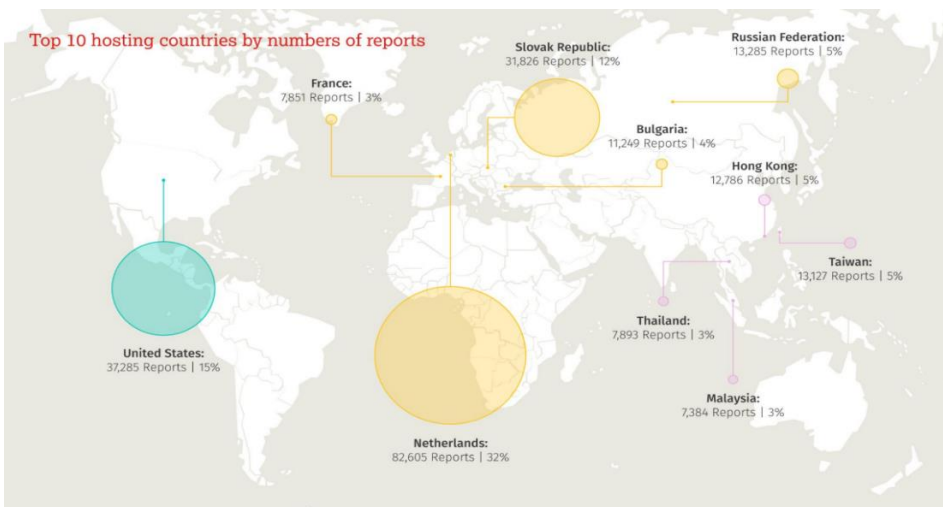 Top 10 hosting countries by numbers of reports
Russian Federation:
13,285 Reports | 5%
Slovak Republic:
31,826 Reports | 12%
France:
7,851 Reports | 3%
Bulgaria:
11,249 Reports | 4%
Hong Kong:
12,786 Reports | 5%
Taiwan:
13,127 Reports | 5%
Thailand:
7,893 Reports | 3%
United States:
37,285 Reports | 15%
Malaysia:
7,384 Reports | 3%
Netherlands:
82,605 Reports | 32%